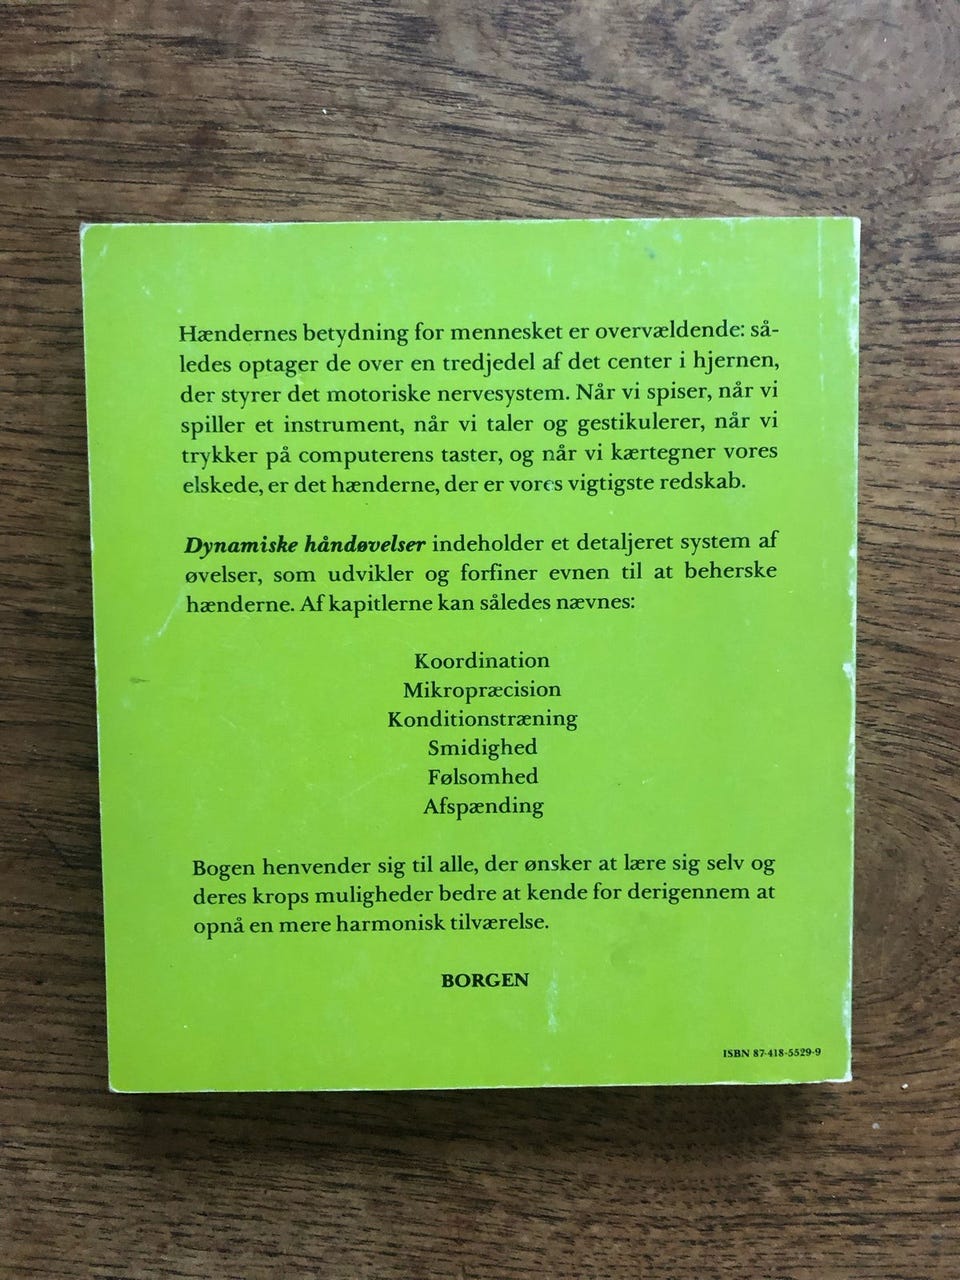 Hændernes betydning for mennesket er overvældende: så-
ledes optager de over en tredjedel af det center i hjernen,
der styrer det motoriske nervesystem. Når vi spiser, når vi
spiller et instrument, når vi taler og gestikulerer, når vi
trykker på computerens taster, og når vi kærtegner vores
elskede, er det hænderne, der er vores vigtigste redskab.
Dynamiske håndøvelser indeholder et detaljeret system af
øvelser, som udvikler og forfiner evnen til at beherske
hænderne. Af kapitlerne kan således nævnes:
Koordination
Mikropræcision
Konditionstræning
Smidighed
Følsomhed
Afspænding
Bogen henvender sig til alle, der ønsker at lære sig selv og
deres krops muligheder bedre at kende for derigennem at
opnå en mere harmonisk tilværelse.
BORGEN
ISBN 87-418-5529-9